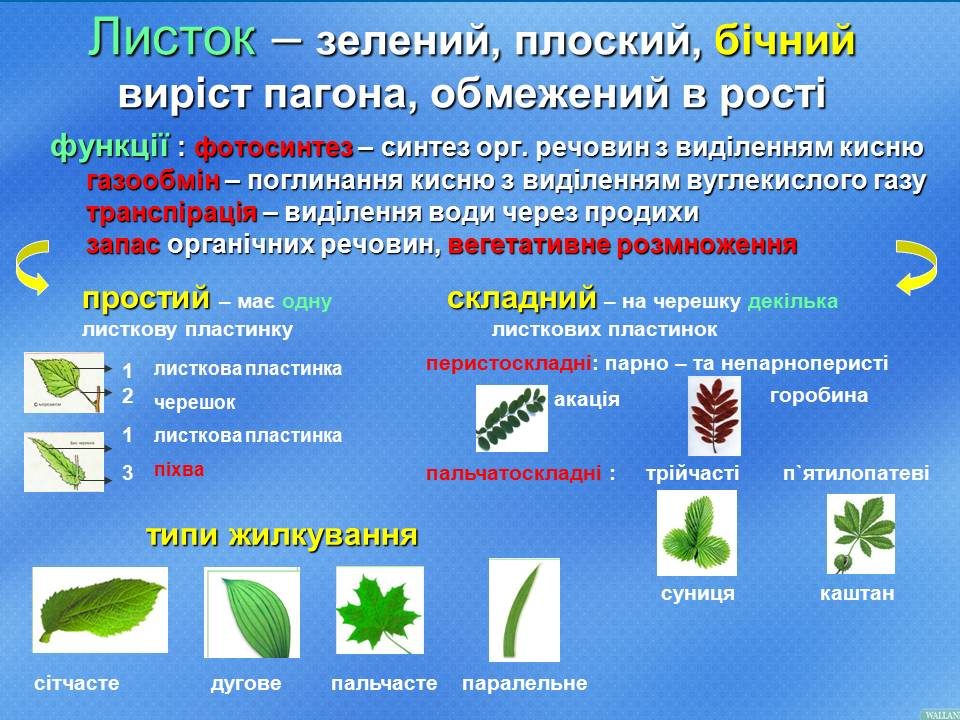 Листок – зелений, плоский, бічний
виріст пагона, обмежений в рості
функції : фотосинтез – синтез орг. речовин з виділенням кисню
газообмін – поглинання кисню з виділенням вуглекислого газу
транспірація – виділення води через продихи
запас органічних речовин, вегетативне розмноження
простий – має одну
листкову пластинку
складний – на черешку декілька
листкових пластинок
1 листкова пластинка
2 черешок
1 листкова пластинка
3 піхва
перистоскладні: парно – та непарноперисті
акація
горобина
пальчатоскладні : трійчасті п`ятилопатеві
суниця каштан
типи жилкування
сітчасте дугове пальчасте паралельне
WALLAN